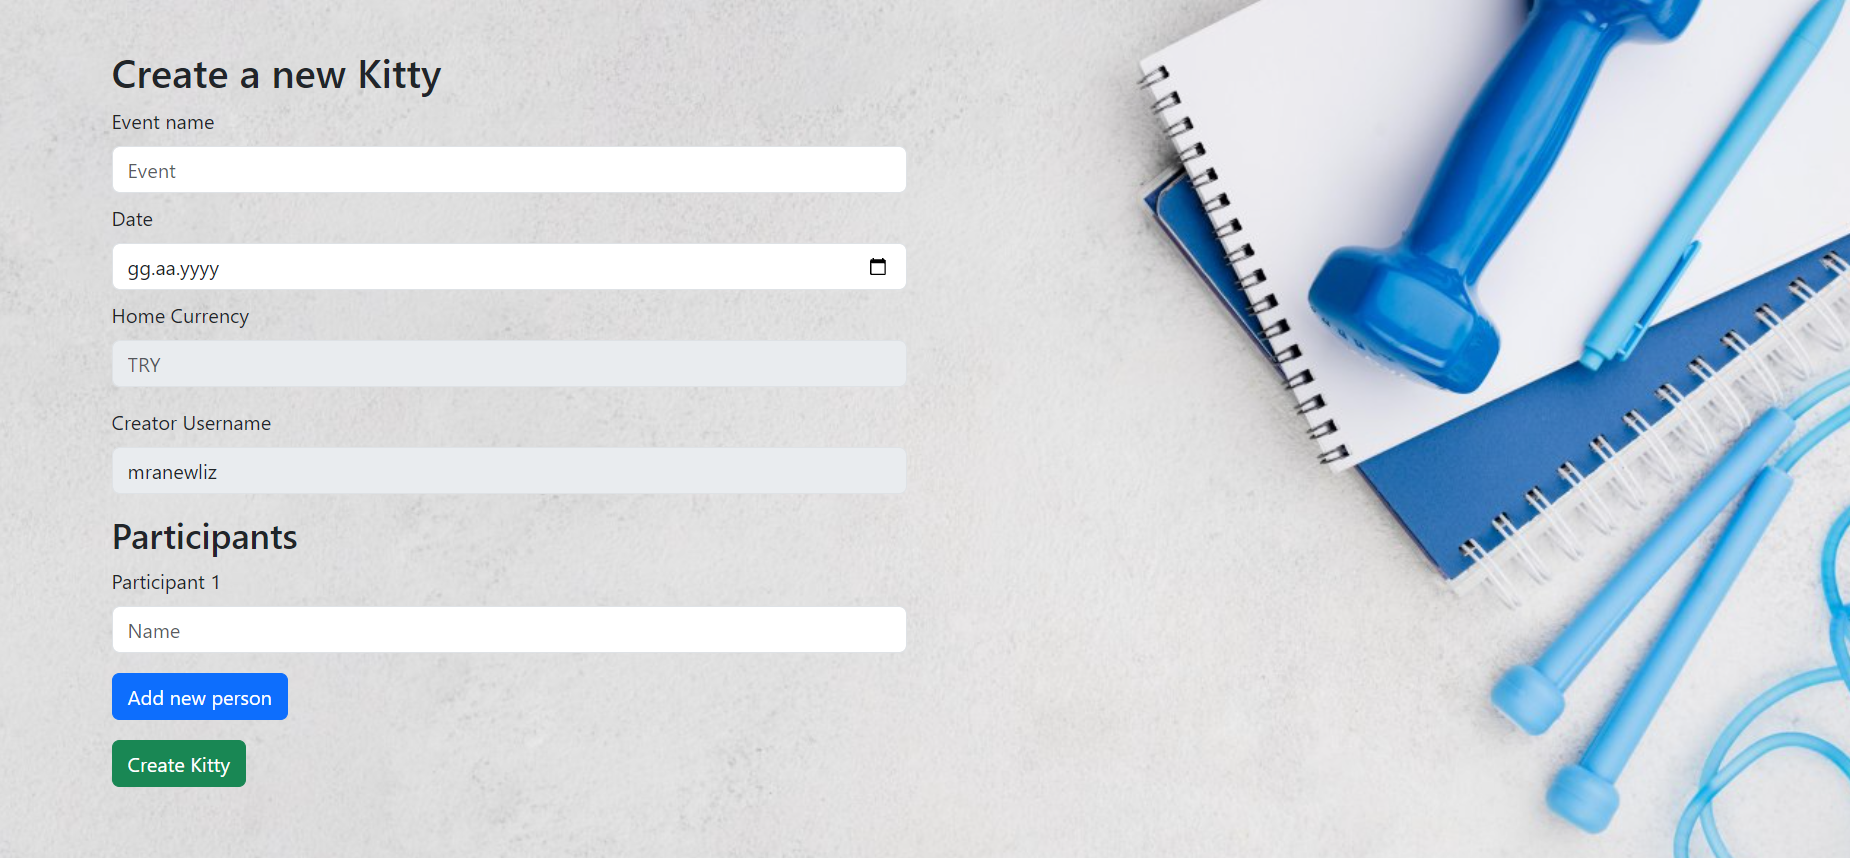 Create a new Kitty
Event name
Event
Date
gg.aa.yyyy
Home Currency
TRY
Creator Username
mranewliz
Participants
Participant 1
Name
Add new person
Create Kitty